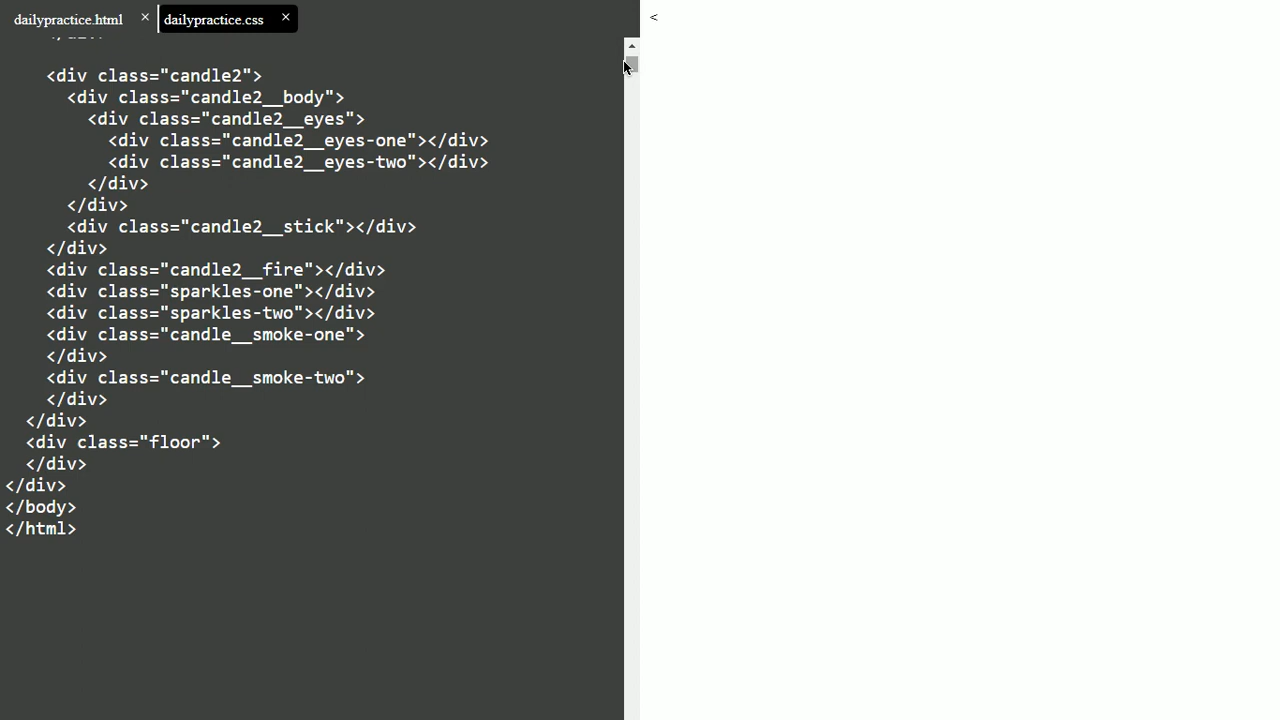 dailypractice.html × dailypractice.css ×
<
</div>
<div class="candle2">
<div class="candle2__body">
<div class="candle2__eyes">
<div class="candle2__eyes-one"></div>
<div class="candle2__eyes-two"></div>
</div>
</div>
<div class="candle2__stick"></div>
</div>
<div class="candle2__fire"></div>
<div class="sparkles-one"></div>
<div class="sparkles-two"></div>
<div class="candle__smoke-one">
</div>
<div class="candle__smoke-two">
</div>
</div>
<div class="floor">
</div>
</div>
</body>
</html>